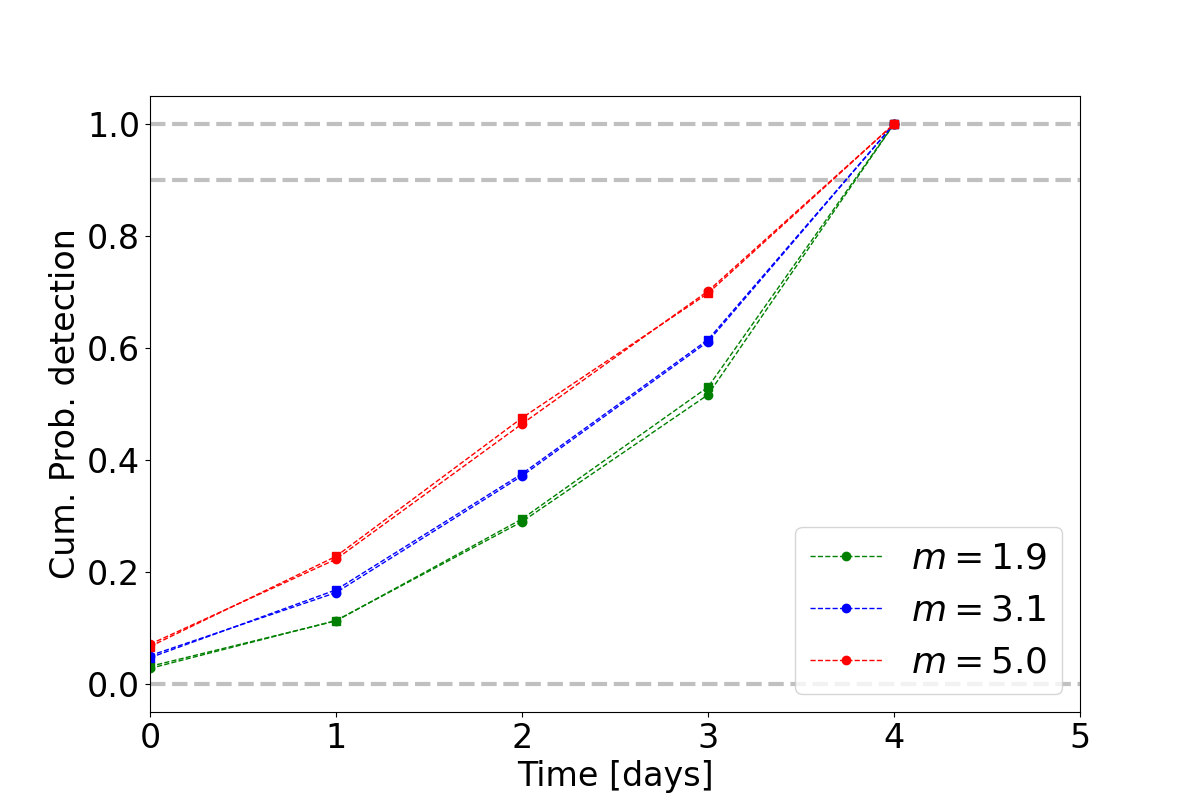 1.0
0.8
0.6
0.4
0.2
0.0
Cum. Prob. detection
m = 1.9
m = 3.1
m = 5.0
0 1 2 3 4 5
Time [days]